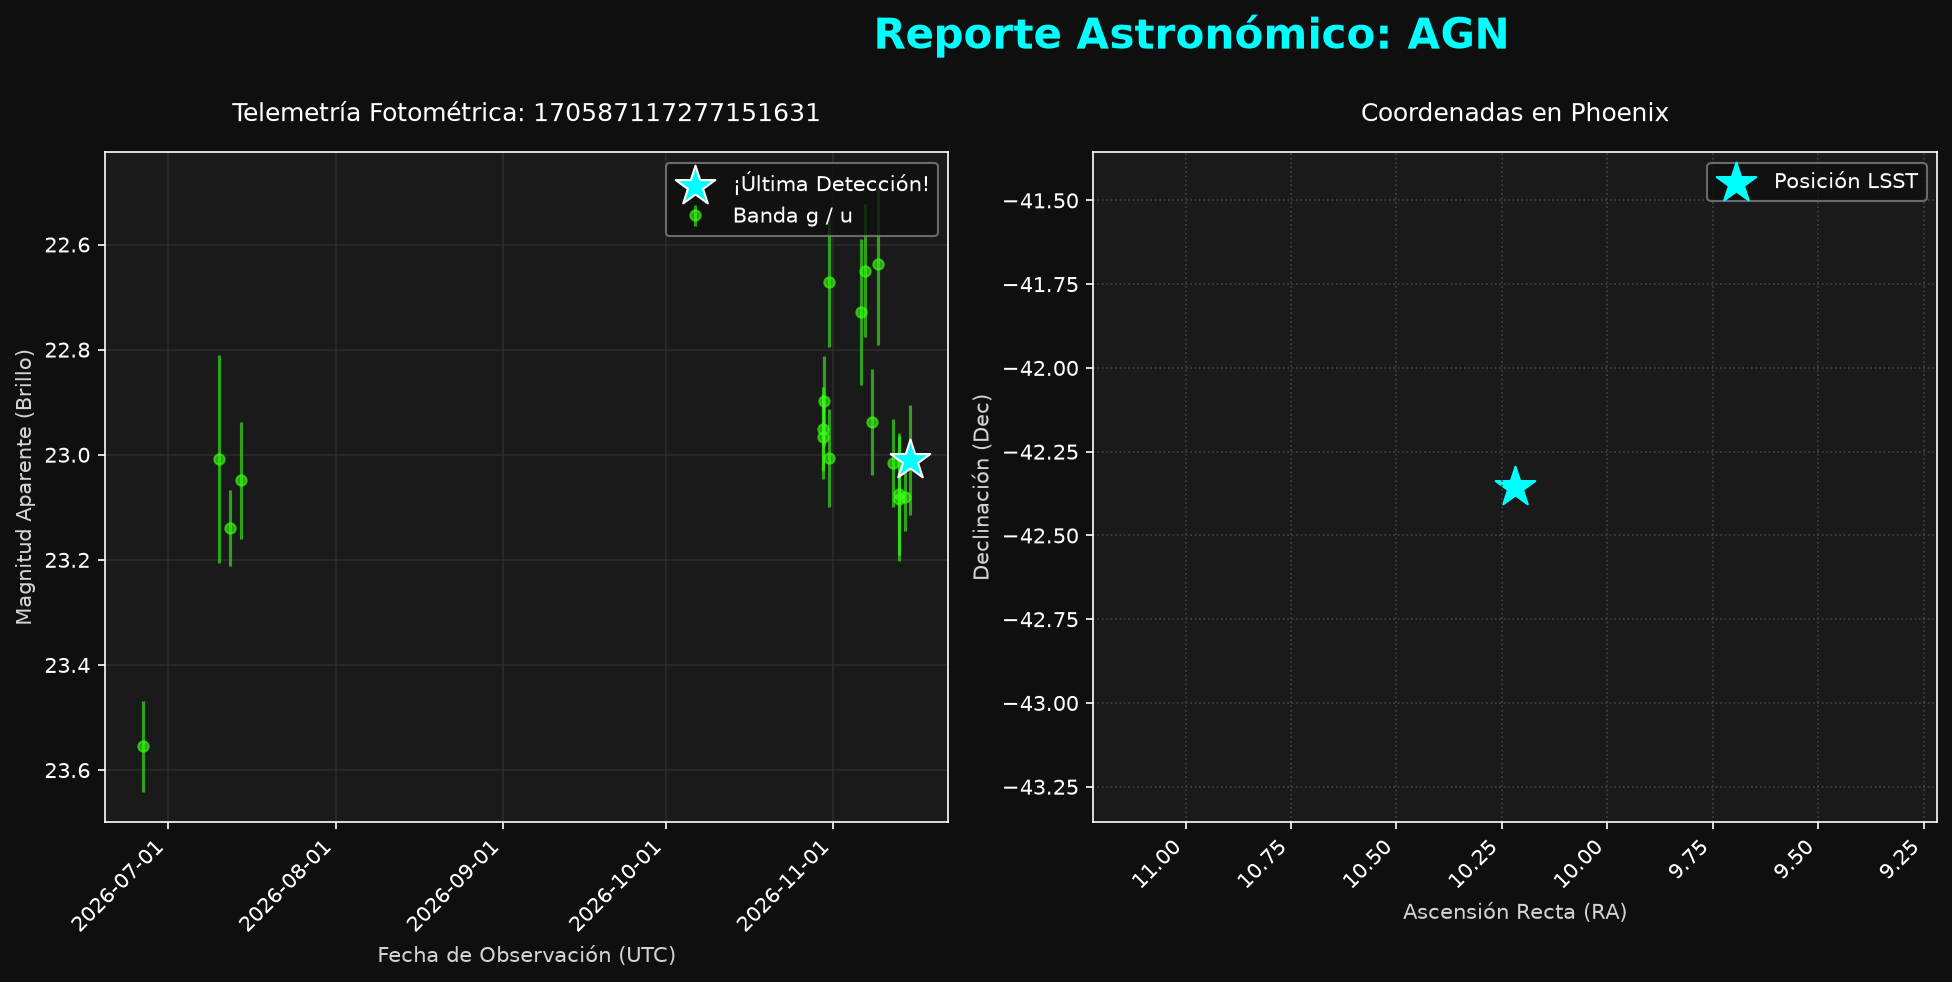 Reporte Astronómico: AGN
Telemetría Fotométrica: 170587117277151631
¡Última Detección!
Banda g / u
Magnitud Aparente (Brillo)
22.6
22.8
23.0
23.2
23.4
23.6
2026-07-01
2026-08-01
2026-09-01
2026-10-01
2026-11-01
Fecha de Observación (UTC)
Coordenadas en Phoenix
Posición LSST
Declinación (Dec)
−41.50
−41.75
−42.00
−42.25
−42.50
−42.75
−43.00
−43.25
11.00
10.75
10.50
10.25
10.00
9.75
9.50
9.25
Ascensión Recta (RA)